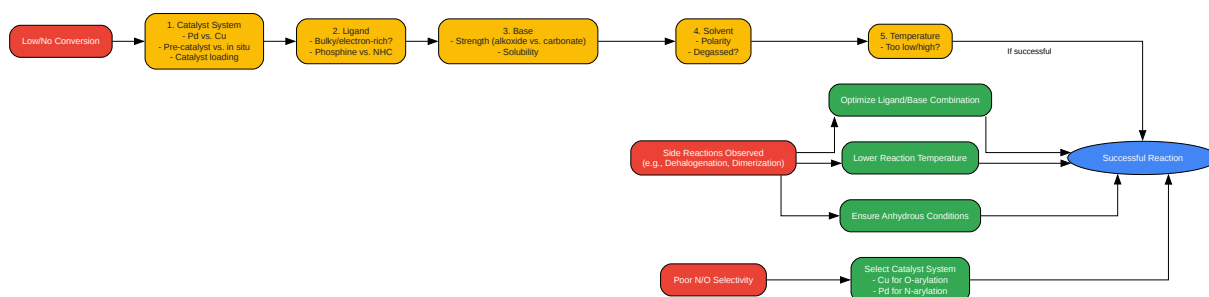 Low/No Conversion
1. Catalyst System
- Pd vs. Cu
- Pre-catalyst vs. in situ
- Catalyst loading
2. Ligand
- Bulky/electron-rich?
- Phosphine vs. NHC
3. Base
- Strength (alkoxide vs. carbonate)
- Solubility
4. Solvent
- Polarity
- Degassed?
5. Temperature
- Too low/high?
If successful
Optimize Ligand/Base Combination
Side Reactions Observed
(e.g., Dehalogenation, Dimerization)
Lower Reaction Temperature
Successful Reaction
Ensure Anhydrous Conditions
Poor N/O Selectivity
Select Catalyst System
- Cu for O-arylation
- Pd for N-arylation